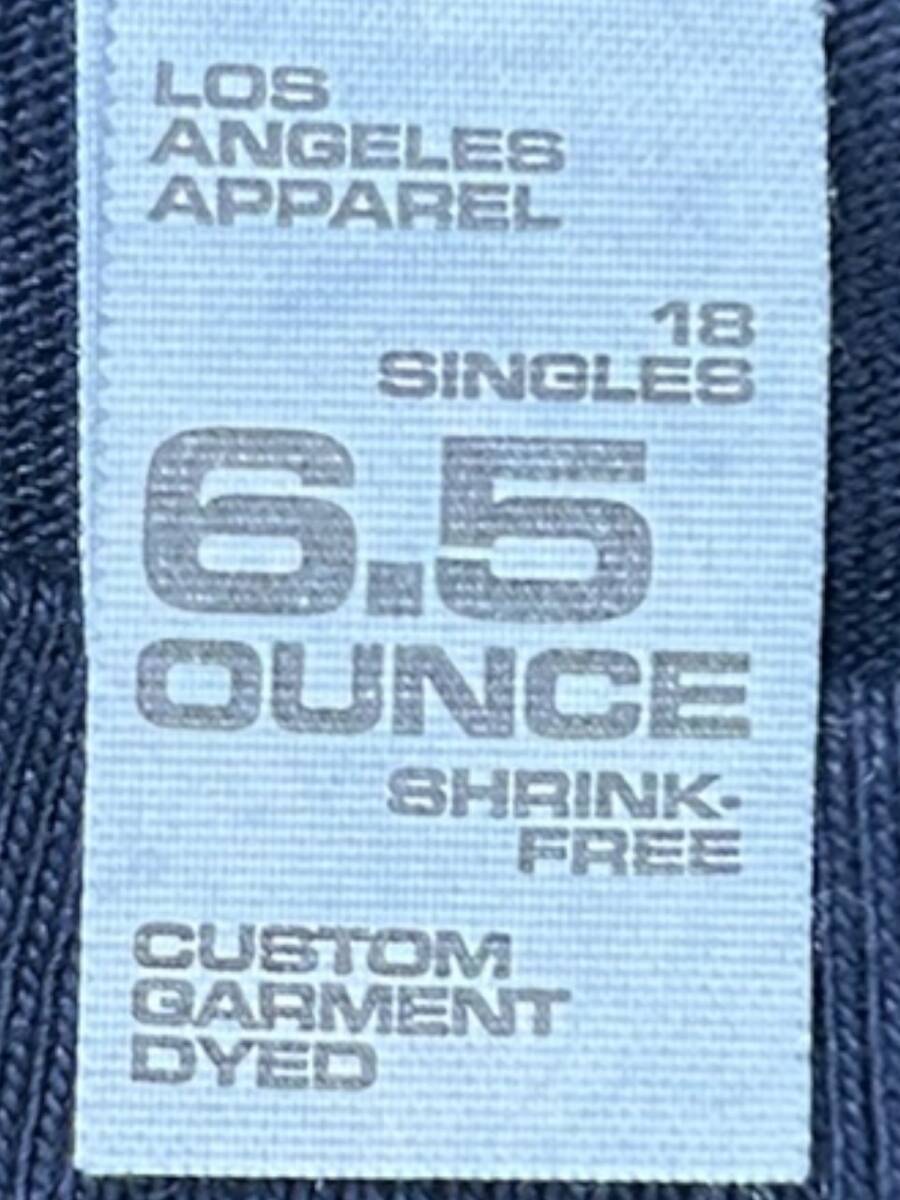 LOS
ANGELES
APPAREL
18
SINGLES
6.5
OUNCE
SHRINK-
FREE
CUSTOM
GARMENT
DYED